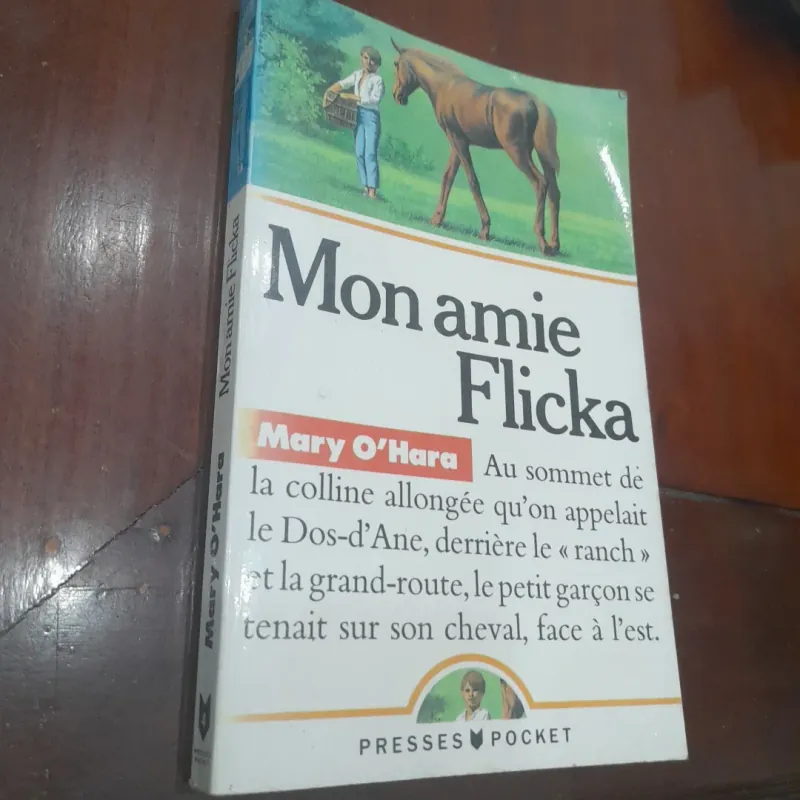 Mon amie
Flicka
Mary O'Hara
Au sommet de
la colline allongée qu'on appelait
le Dos-d'Ane, derrière le « ranch »
et la grand-route, le petit garçon se
tenait sur son cheval, face à l'est.
PRESSES POCKET
Mon amie Flicka
Mary O'Hara
PRESSES
POCKET